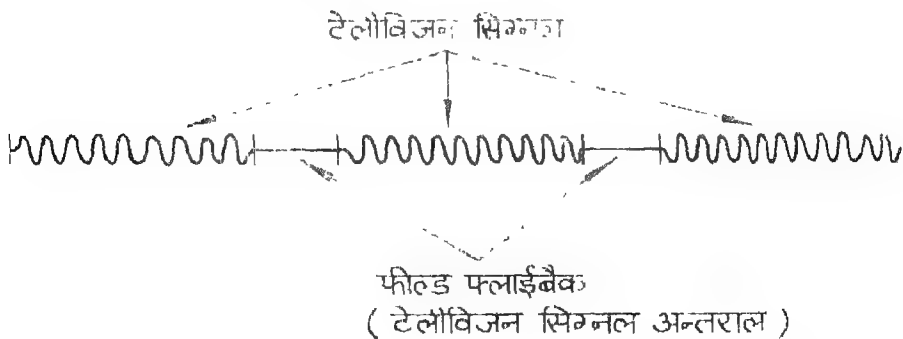 टेलीविजन सिग्नल
फील्ड फ्लाईबैक
( टेलीविजन सिग्नल अन्तराल )